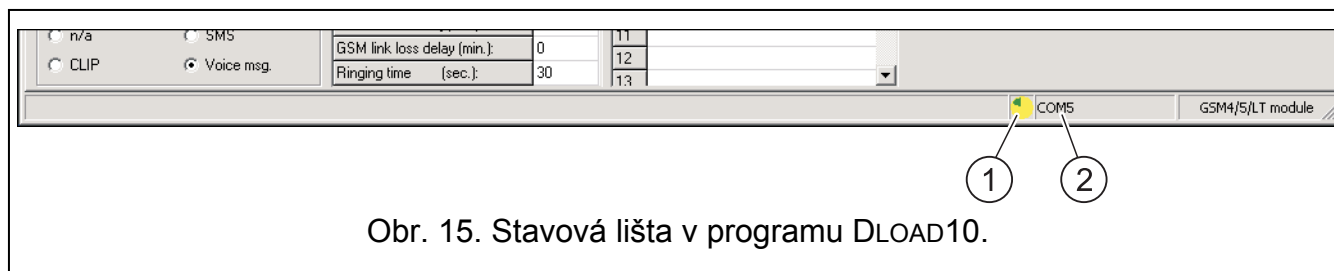 n/a SMS 11
GSM link loss delay (min.): 0 12
CLIP Voice msg. Ringing time (sec.): 30 13
COM5 GSM4/5/LT module
1 2
Obr. 15. Stavová lišta v programu DLOAD10.